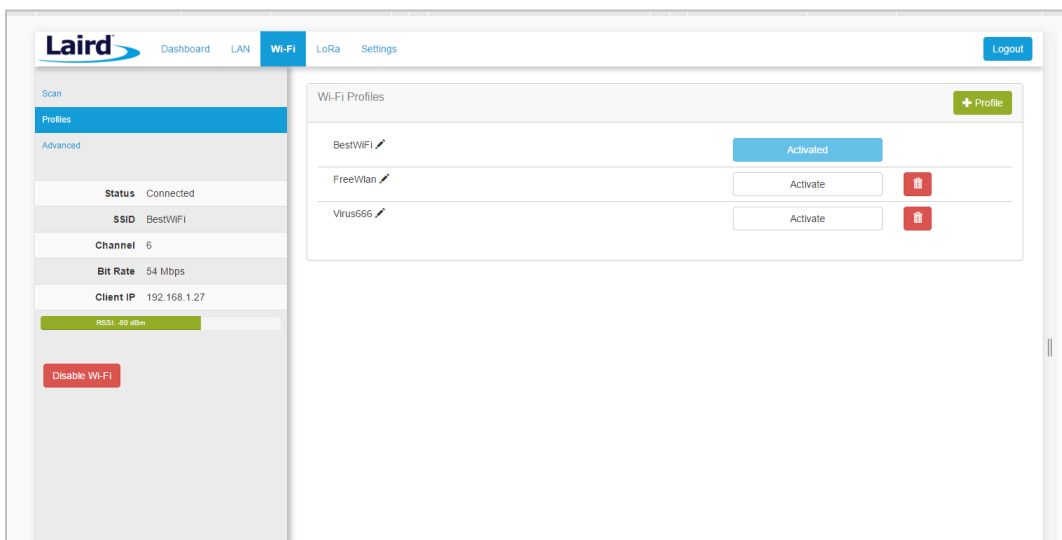 Laird
Dashboard LAN Wi-Fi LoRa Settings Logout
Scan
Profiles
Advanced
Status Connected
SSID BestWiFi
Channel 6
Bit Rate 54 Mbps
Client IP 192.168.1.27
RSSI: -50 dBm
Disable Wi-Fi
Wi-Fi Profiles + Profile
BestWiFi Activated
FreeWlan Activate
Virus666 Activate